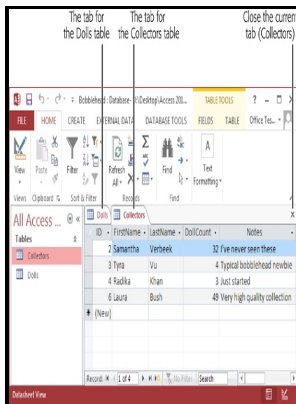 The tab for
the Dolls table
The tab for
the Collectors table
Close the current
tab (Collectors)
Bobblehead : Database- \Desktop\Access 201...
TABLE TOOLS
FILE HOME CREATE EXTERNAL DATA DATABASE TOOLS FIELDS TABLE Office Tes...
View
Paste
Filter
Refresh
All
Find
Text
Formatting
Views Clipboard Sort & Filter Records Find
All Access ...
Tables
Collectors
Dolls
Dolls Collectors
ID FirstName LastName DollCount Notes
2 Samantha Verbeek 32 I've never seen these
3 Tyra Vu 4 Typical bobblehead newbie
4 Radika Khan 3 Just started
6 Laura Bush 49 Very high quality collection
(New)
Record: 1 of 4 No Filter Search
Datasheet View